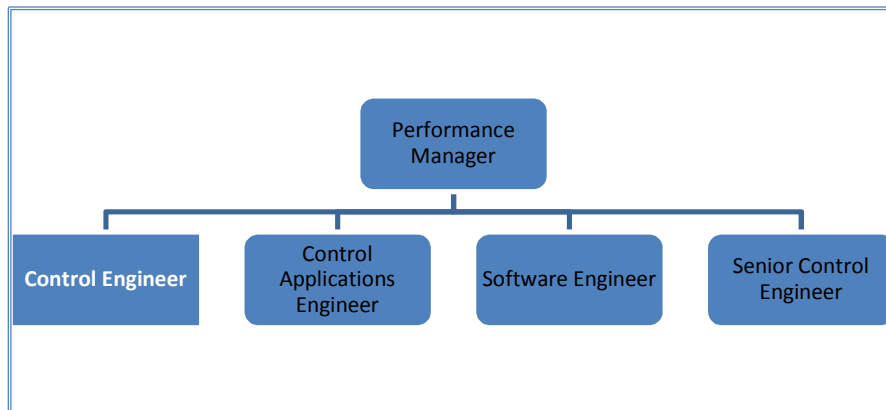 Performance
Manager
Control Engineer
Control
Applications
Engineer
Software Engineer
Senior Control
Engineer